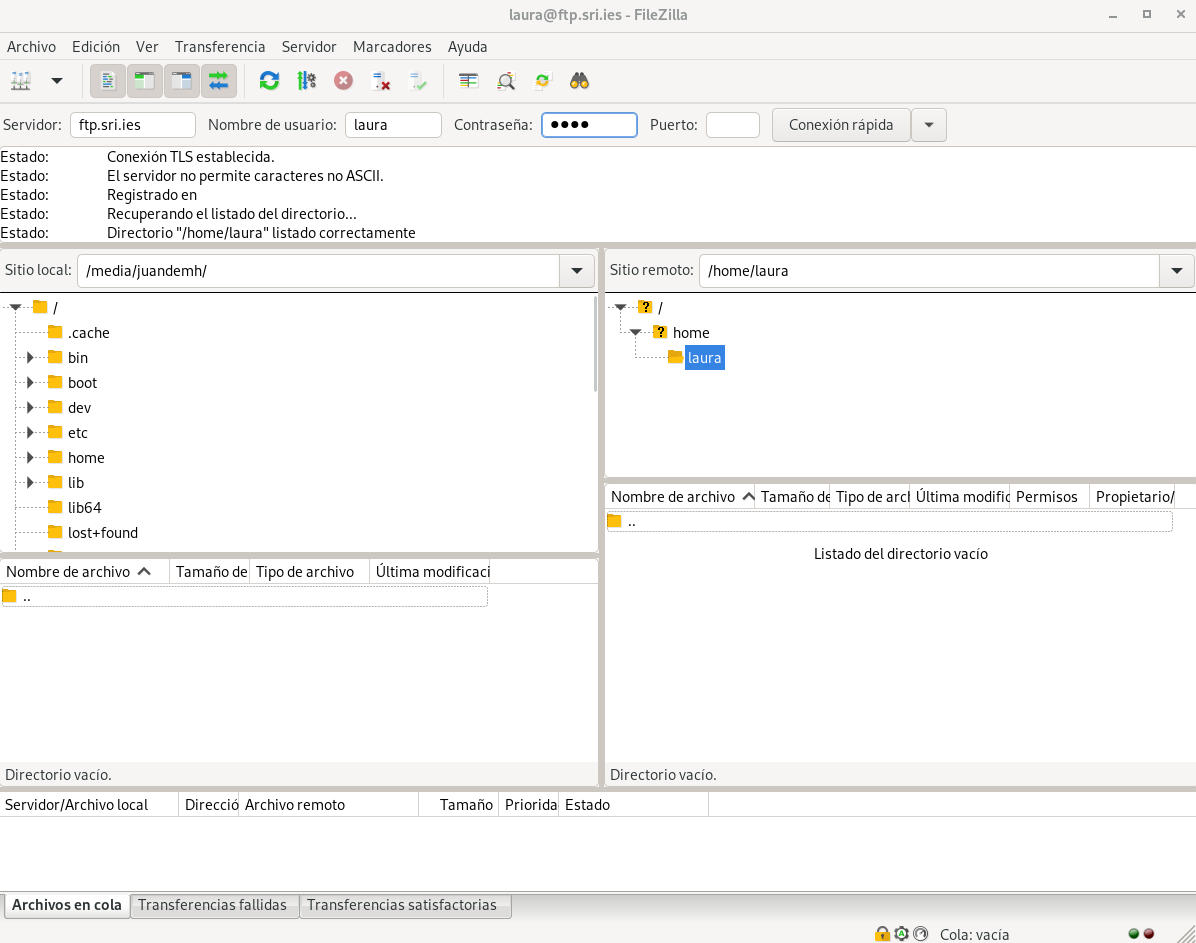 laura@ftp.sri.ies - FileZilla
Archivo Edición Ver Transferencia Servidor Marcadores Ayuda
Servidor: ftp.sri.ies Nombre de usuario: laura Contraseña: ●●●● Puerto: Conexión rápida
Estado: Conexión TLS establecida.
Estado: El servidor no permite caracteres no ASCII.
Estado: Registrado en
Estado: Recuperando el listado del directorio...
Estado: Directorio "/home/laura" listado correctamente
Sitio local: /media/juandemh/
/
.cache
bin
boot
dev
etc
home
lib
lib64
lost+found
Nombre de archivo Tamaño de Tipo de archivo Última modificaci
..
Directorio vacío.
Sitio remoto: /home/laura
/
home
laura
Nombre de archivo Tamaño de Tipo de arcl Última modific Permisos Propietario/
..
Listado del directorio vacío
Directorio vacío.
Servidor/Archivo local Direcció Archivo remoto Tamaño Priorida Estado
Archivos en cola Transferencias fallidas Transferencias satisfactorias
Cola: vacía